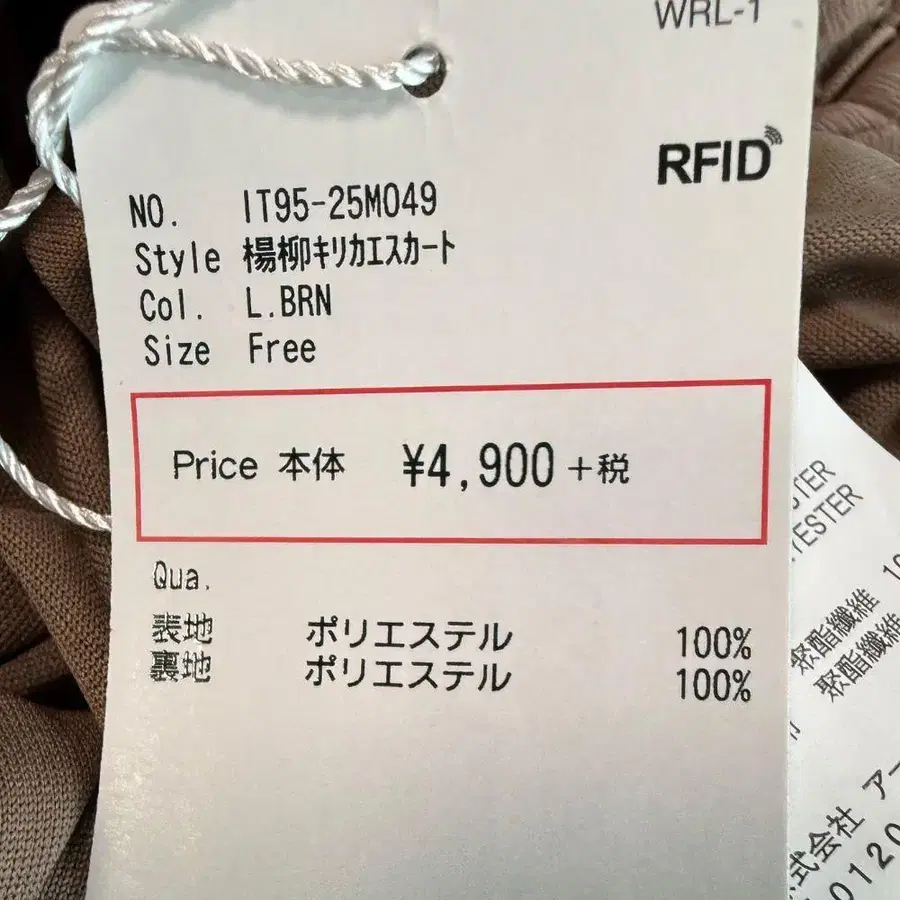 WRL-1
RFID
NO. IT95-25M049
Style 楊柳キリカエスカート
Col. L.BRN
Size Free
Price 本体 ¥4,900+税
Qua.
表地 ポリエステル 100%
裏地 ポリエステル 100%
聚酯纖維
聚酯纖維
0120